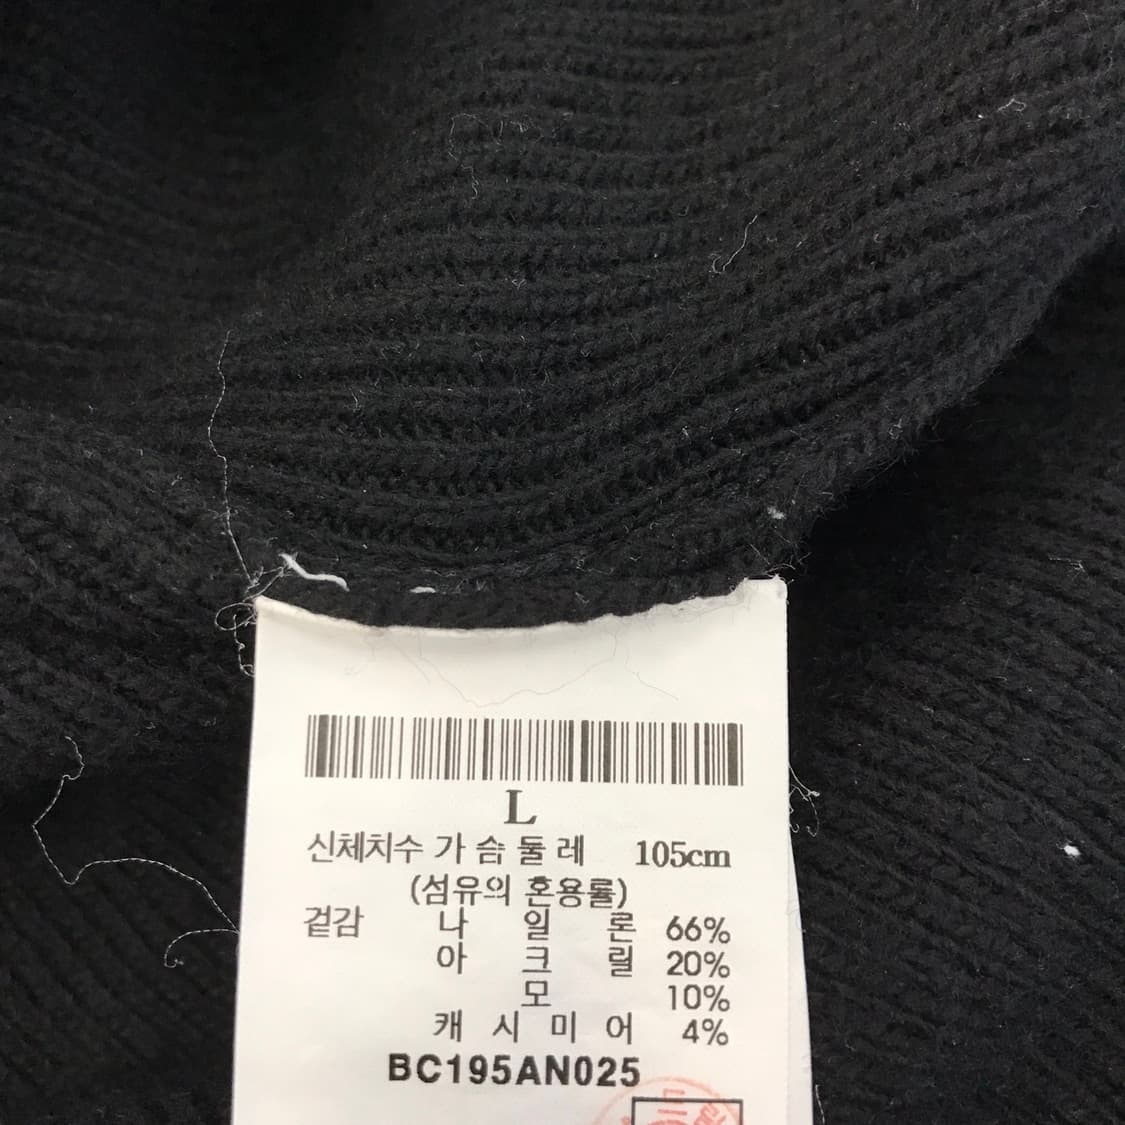 L
신체치수 가 슴 둘 레 105cm
(섬유의 혼용률)
겉감 나 일 론 66%
아 크 릴 20%
모 10%
캐 시 미 어 4%
BC195AN025